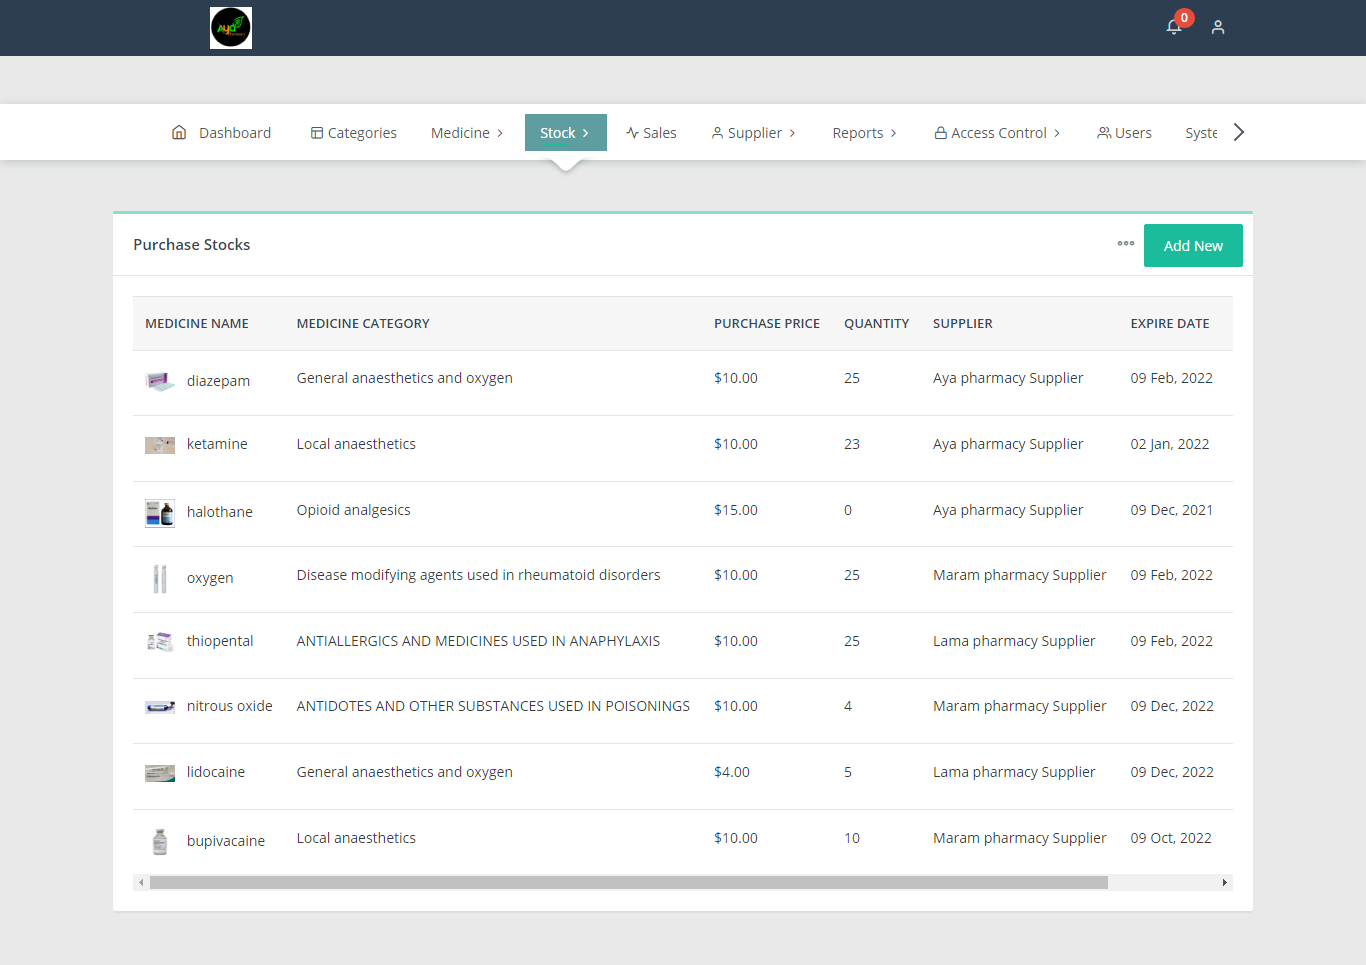 Aya
0
Dashboard Categories Medicine Stock Sales Supplier Reports Access Control Users Syste
Purchase Stocks
Add New
MEDICINE NAME MEDICINE CATEGORY PURCHASE PRICE QUANTITY SUPPLIER EXPIRE DATE
diazepam General anaesthetics and oxygen $10.00 25 Aya pharmacy Supplier 09 Feb, 2022
ketamine Local anaesthetics $10.00 23 Aya pharmacy Supplier 02 Jan, 2022
halothane Opioid analgesics $15.00 0 Aya pharmacy Supplier 09 Dec, 2021
oxygen Disease modifying agents used in rheumatoid disorders $10.00 25 Maram pharmacy Supplier 09 Feb, 2022
thiopental ANTIALLERGICS AND MEDICINES USED IN ANAPHYLAXIS $10.00 25 Lama pharmacy Supplier 09 Feb, 2022
nitrous oxide ANTIDOTES AND OTHER SUBSTANCES USED IN POISONINGS $10.00 4 Maram pharmacy Supplier 09 Dec, 2022
lidocaine General anaesthetics and oxygen $4.00 5 Lama pharmacy Supplier 09 Dec, 2022
bupivacaine Local anaesthetics $10.00 10 Maram pharmacy Supplier 09 Oct, 2022